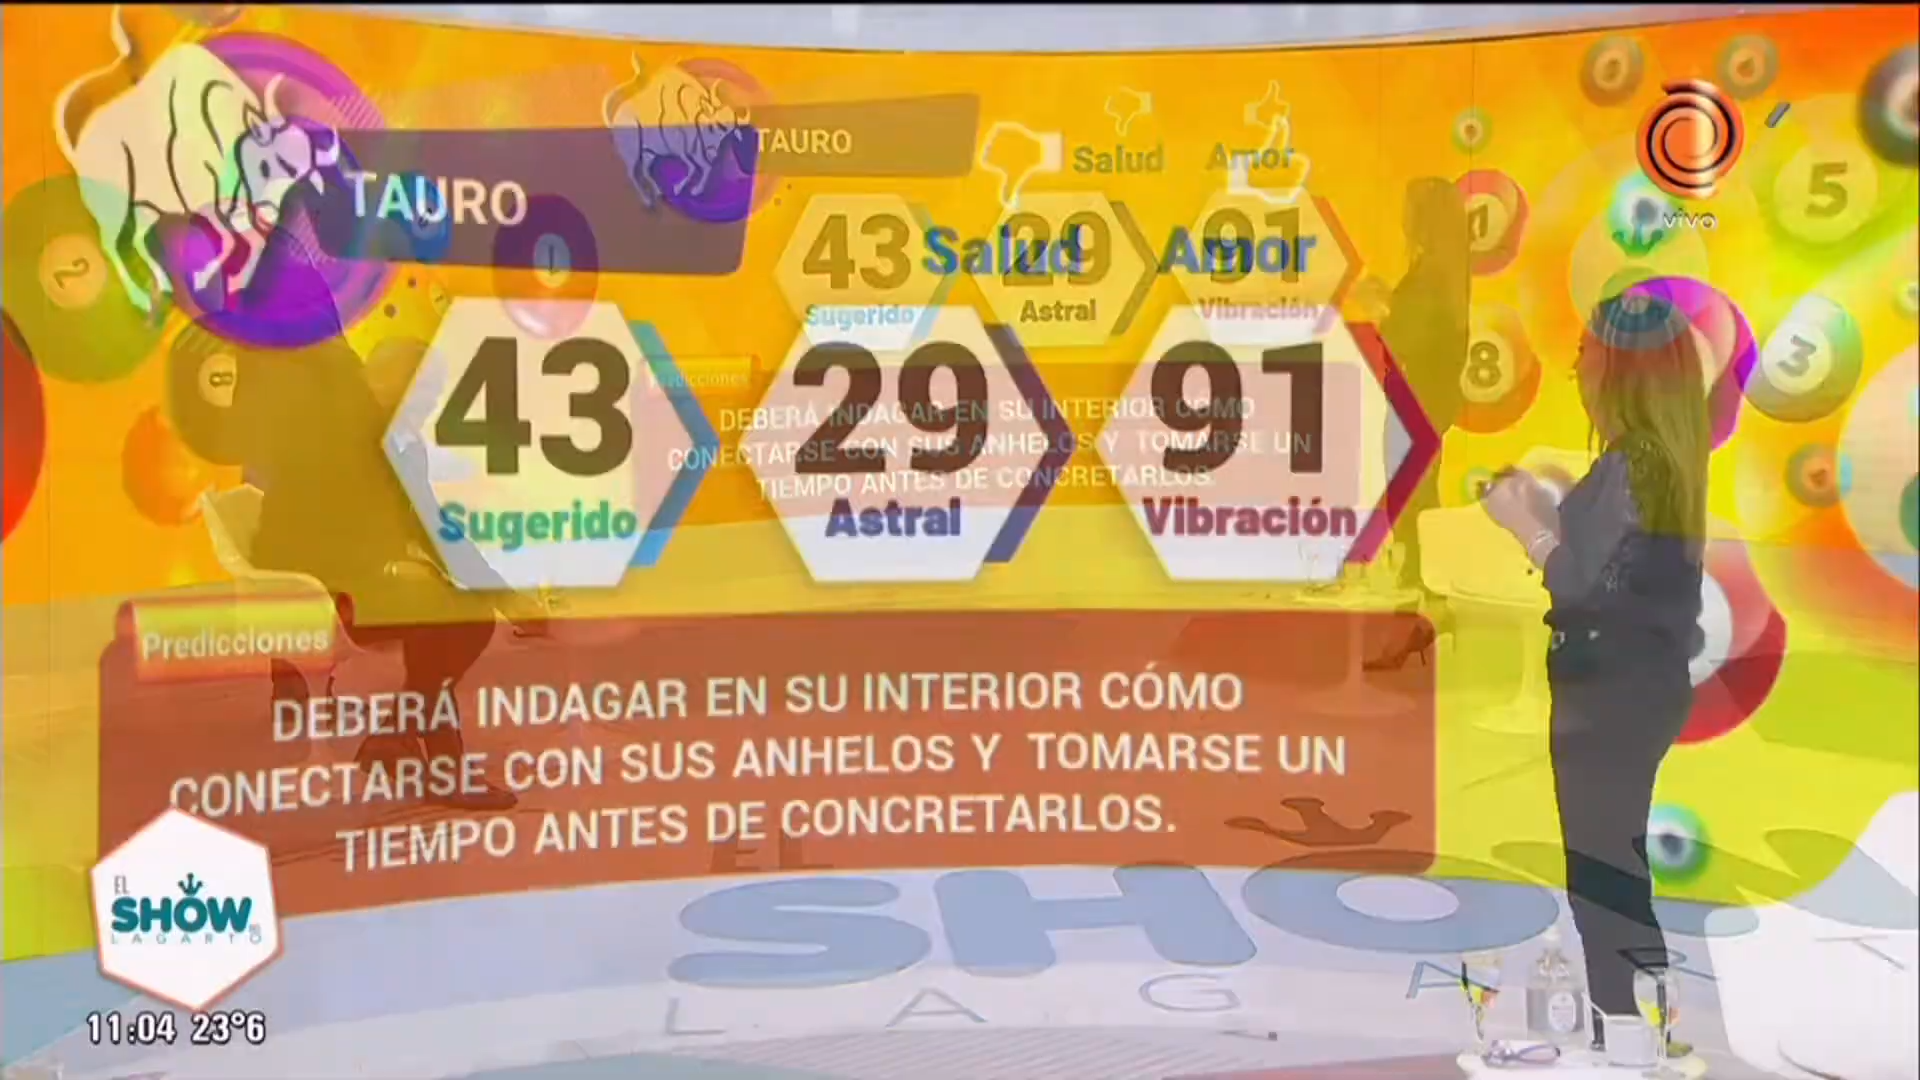 TAURO
TAURO
Salud
Amor
43
29
91
Sugerido
Astral
Vibración
Salud
Amor
43
Sugerido
29
Astral
91
Vibración
Predicciones
DEBERÁ INDAGAR EN SU INTERIOR CÓMO
CONECTARSE CON SUS ANHELOS Y TOMARSE UN
TIEMPO ANTES DE CONCRETARLOS.
Predicciones
DEBERÁ INDAGAR EN SU INTERIOR CÓMO
CONECTARSE CON SUS ANHELOS Y TOMARSE UN
TIEMPO ANTES DE CONCRETARLOS.
vivo
5
3
8
2
8
1
EL
SHO
L A G A R
EL
SHOW
LAGARTO
11:04 23°6